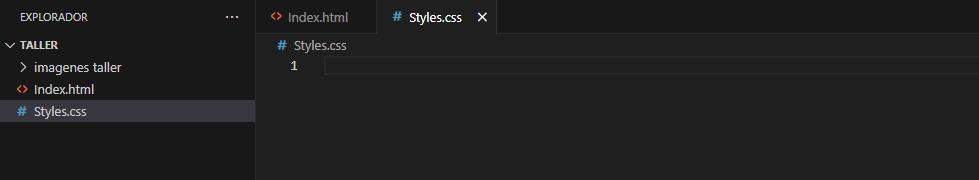 EXPLORADOR ...
TALLER
imagenes taller
Index.html
# Styles.css
<> Index.html
# Styles.css ×
# Styles.css
1